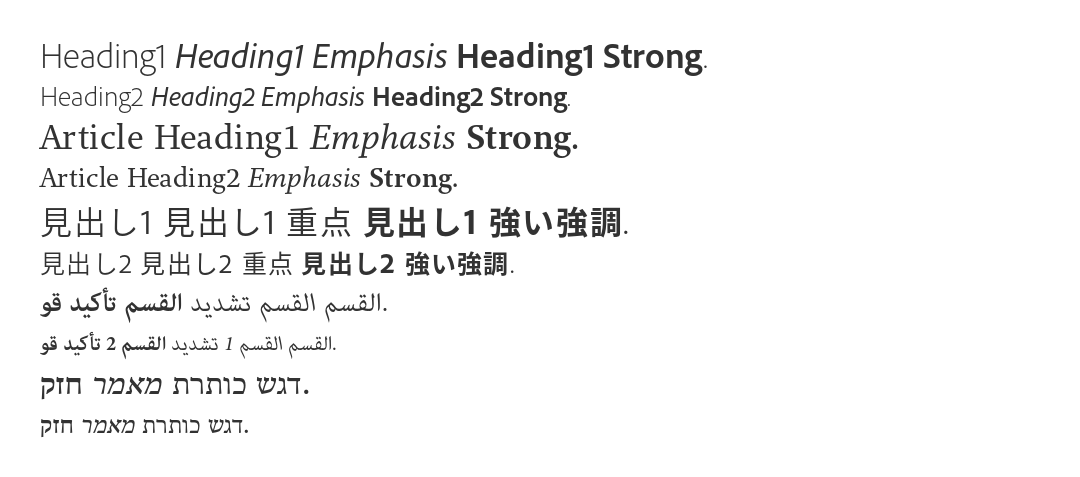 Heading1 Heading1 Emphasis Heading1 Strong.
Heading2 Heading2 Emphasis Heading2 Strong.
Article Heading1 Emphasis Strong.
Article Heading2 Emphasis Strong.
見出し1 見出し1 重点 見出し1 強い強調.
見出し2 見出し2 重点 見出し2 強い強調.
القسم القسم تشديد القسم تأكيد قو.
القسم القسم 1 تشديد القسم 2 تأكيد قو.
דגש כותרת מאמר חזק.
דגש כותרת מאמר חזק.